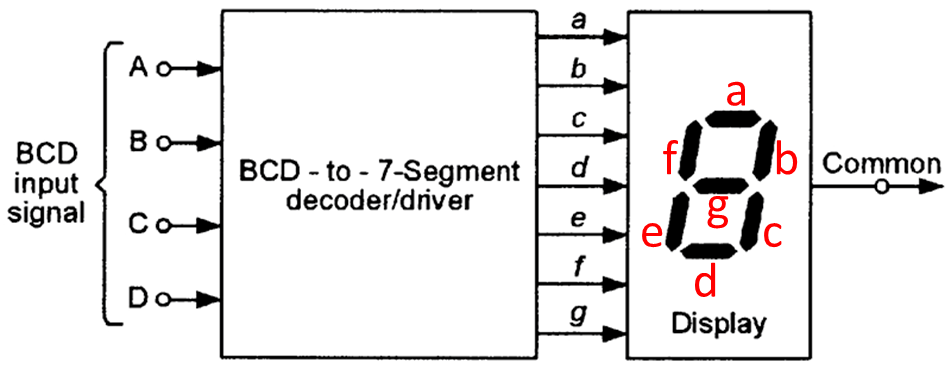 BCD
input
signal
A
B
C
D
BCD - to - 7-Segment
decoder/driver
a
b
c
d
e
f
g
a
f
b
g
e
c
d
Display
Common